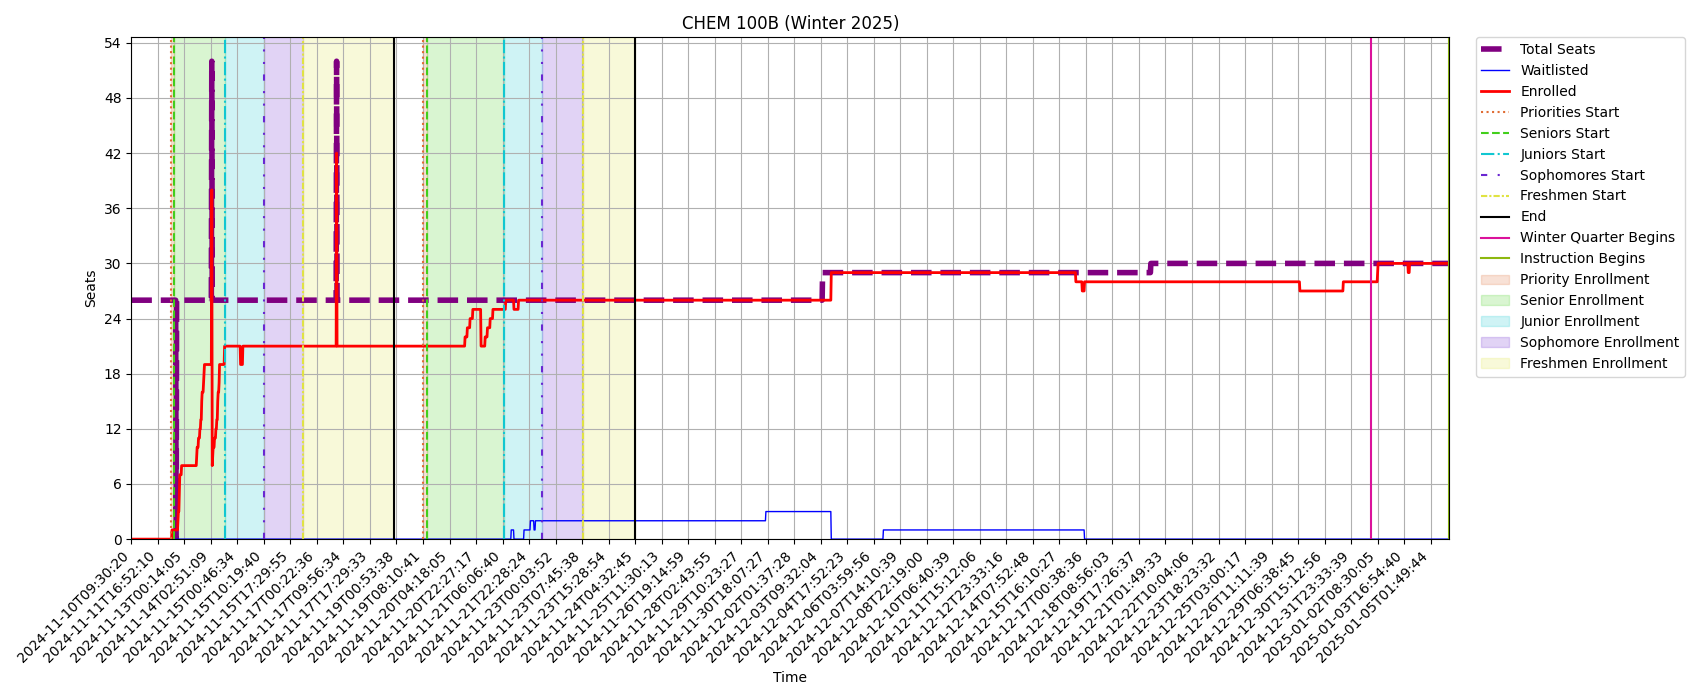 CHEM 100B (Winter 2025)
54
48
42
36
30
24
18
12
6
0
Seats
2024-11-10T09:30:20
2024-11-11T16:52:10
2024-11-13T00:14:05
2024-11-14T02:51:09
2024-11-15T00:46:34
2024-11-15T10:19:40
2024-11-15T17:29:55
2024-11-17T00:22:36
2024-11-17T09:56:34
2024-11-17T17:29:33
2024-11-19T00:53:38
2024-11-19T08:10:41
2024-11-20T04:18:05
2024-11-20T22:27:17
2024-11-21T06:06:40
2024-11-21T22:28:24
2024-11-23T00:03:52
2024-11-23T07:45:38
2024-11-23T15:28:54
2024-11-24T04:32:45
2024-11-25T11:30:13
2024-11-26T19:14:59
2024-11-28T02:43:55
2024-11-29T10:23:27
2024-11-30T18:07:27
2024-12-02T01:37:28
2024-12-03T09:32:04
2024-12-04T17:52:23
2024-12-06T03:59:56
2024-12-07T14:10:39
2024-12-08T22:19:00
2024-12-10T06:40:39
2024-12-11T15:12:06
2024-12-12T23:33:16
2024-12-14T07:52:48
2024-12-15T16:10:27
2024-12-17T00:38:36
2024-12-18T08:56:03
2024-12-19T17:26:37
2024-12-21T01:49:33
2024-12-22T10:04:06
2024-12-23T18:23:32
2024-12-25T03:00:17
2024-12-26T11:11:39
2024-12-29T06:38:45
2024-12-30T15:12:56
2024-12-31T23:33:39
2025-01-02T08:30:05
2025-01-03T16:54:40
2025-01-05T01:49:44
Time
Total Seats
Waitlisted
Enrolled
Priorities Start
Seniors Start
Juniors Start
Sophomores Start
Freshmen Start
End
Winter Quarter Begins
Instruction Begins
Priority Enrollment
Senior Enrollment
Junior Enrollment
Sophomore Enrollment
Freshmen Enrollment